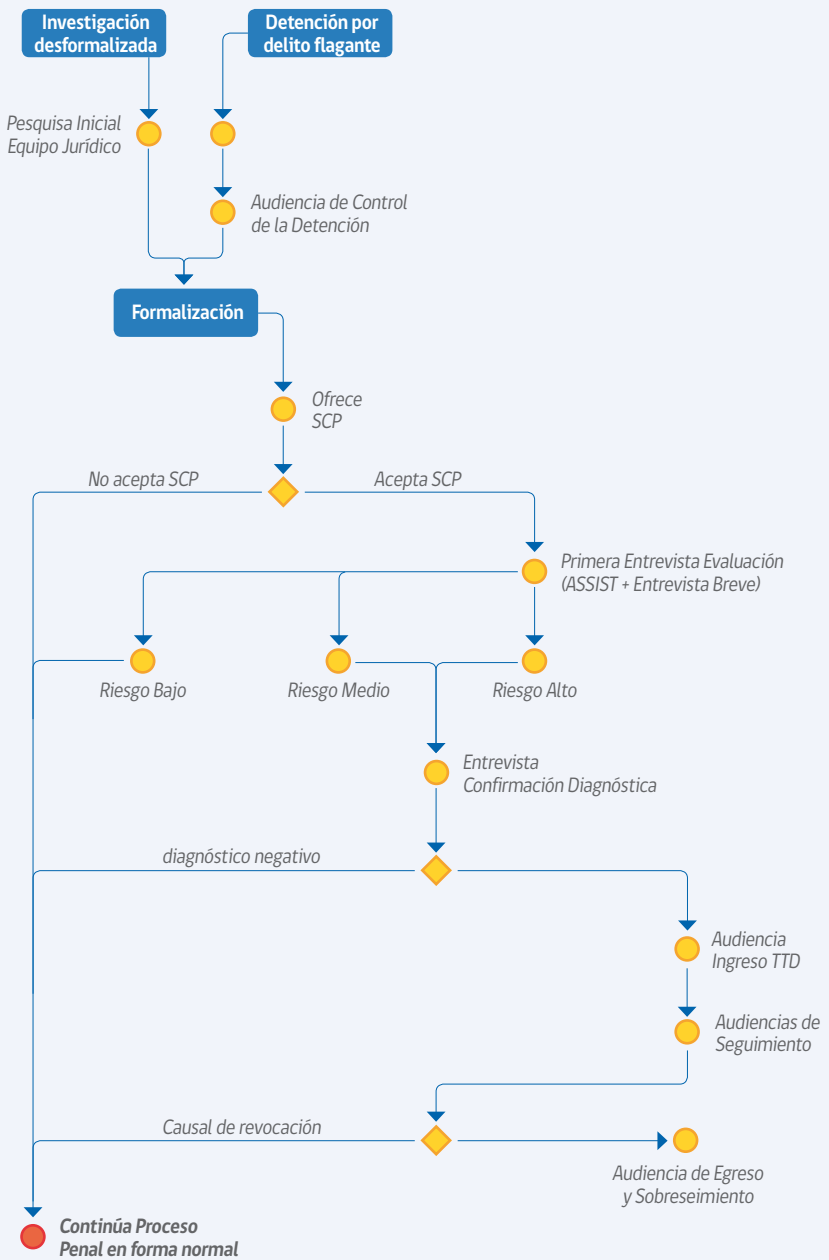 Investigación
desformalizada
Detención por
delito flagante
Pesquisa Inicial
Equipo Jurídico
Audiencia de Control
de la Detención
Formalización
Ofrece
SCP
No acepta SCP
Acepta SCP
Primera Entrevista Evaluación
(ASSIST + Entrevista Breve)
Riesgo Bajo
Riesgo Medio
Riesgo Alto
Entrevista
Confirmación Diagnóstica
diagnóstico negativo
Audiencia
Ingreso TTD
Audiencias de
Seguimiento
Causal de revocación
Audiencia de Egreso
y Sobreseimiento
Continúa Proceso
Penal en forma normal